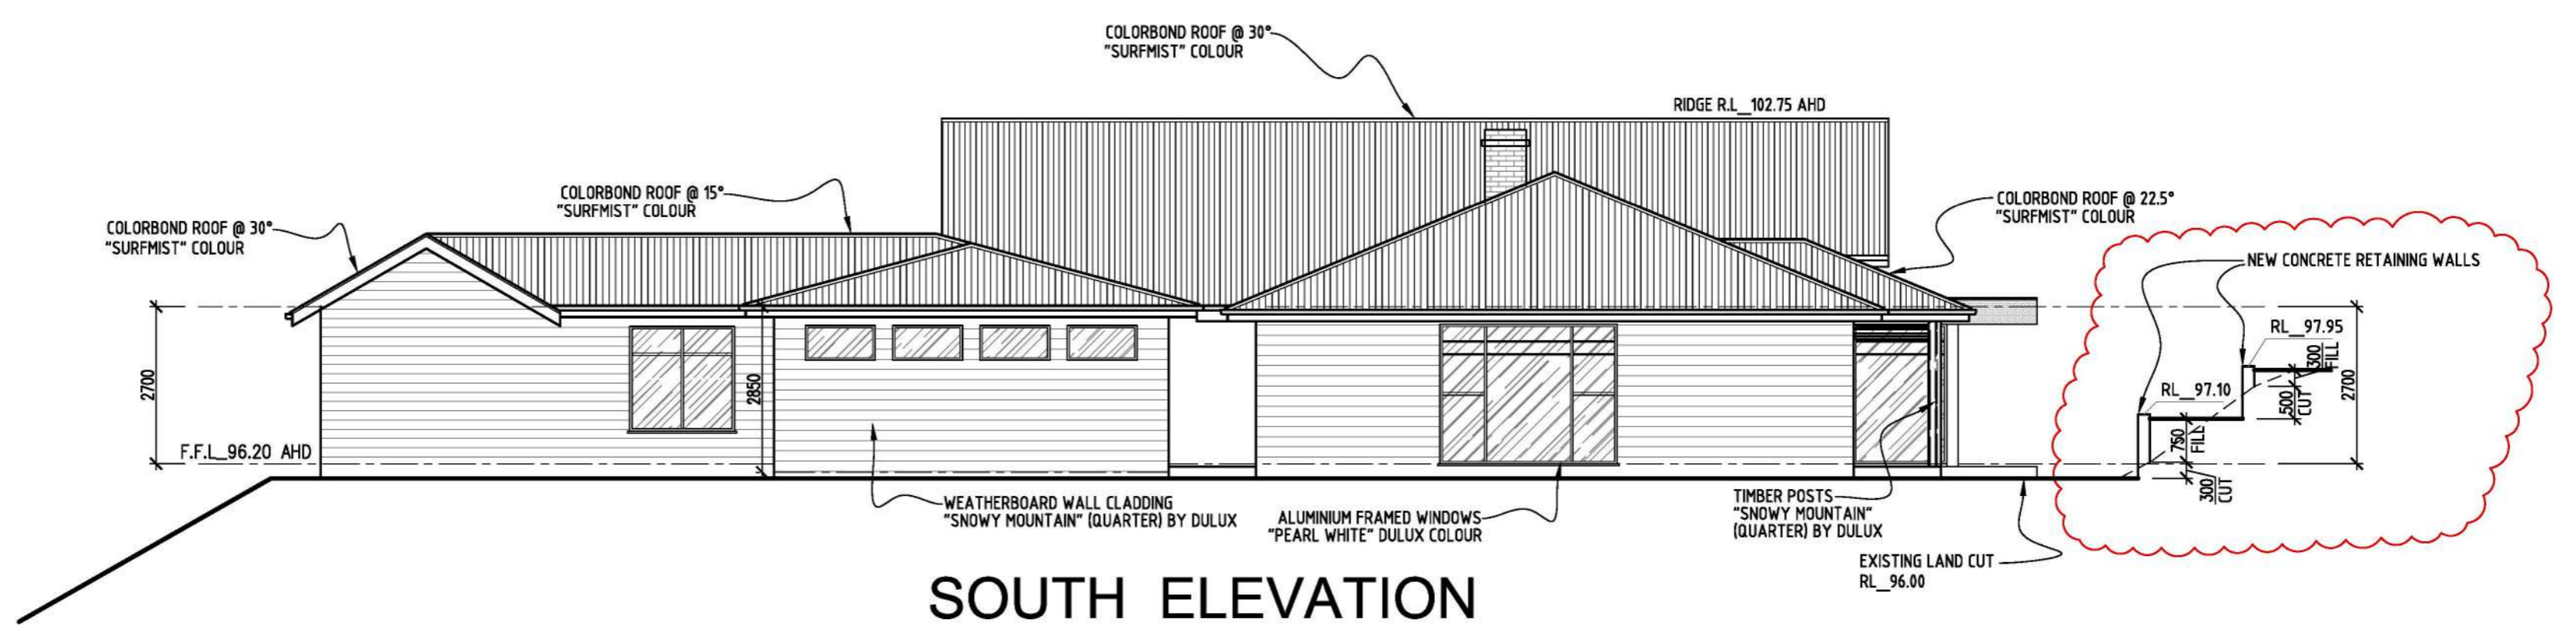 COLORBOND ROOF @ 30°
"SURFMIST" COLOUR
RIDGE R.L_102.75 AHD
COLORBOND ROOF @ 15°
"SURFMIST" COLOUR
COLORBOND ROOF @ 22.5°
"SURFMIST" COLOUR
COLORBOND ROOF @ 30°
"SURFMIST" COLOUR
NEW CONCRETE RETAINING WALLS
RL_97.95
300
FILL
2700
2850
2700
RL_97.10
500
CUT
750
FILL
300
CUT
F.F.L_96.20 AHD
WEATHERBOARD WALL CLADDING
"SNOWY MOUNTAIN" (QUARTER) BY DULUX
ALUMINIUM FRAMED WINDOWS
"PEARL WHITE" DULUX COLOUR
TIMBER POSTS
"SNOWY MOUNTAIN"
(QUARTER) BY DULUX
EXISTING LAND CUT
RL_96.00
SOUTH ELEVATION